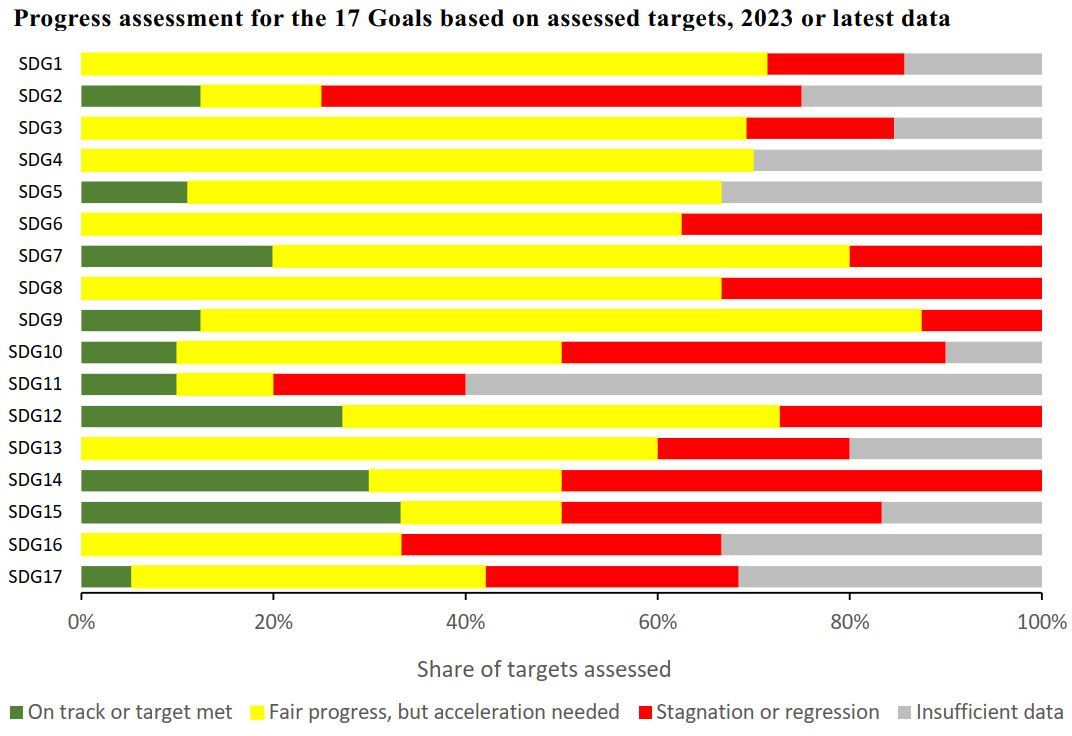 Progress assessment for the 17 Goals based on assessed targets, 2023 or latest data
SDG1
SDG2
SDG3
SDG4
SDG5
SDG6
SDG7
SDG8
SDG9
SDG10
SDG11
SDG12
SDG13
SDG14
SDG15
SDG16
SDG17
0% 20% 40% 60% 80% 100%
Share of targets assessed
On track or target met Fair progress, but acceleration needed Stagnation or regression Insufficient data